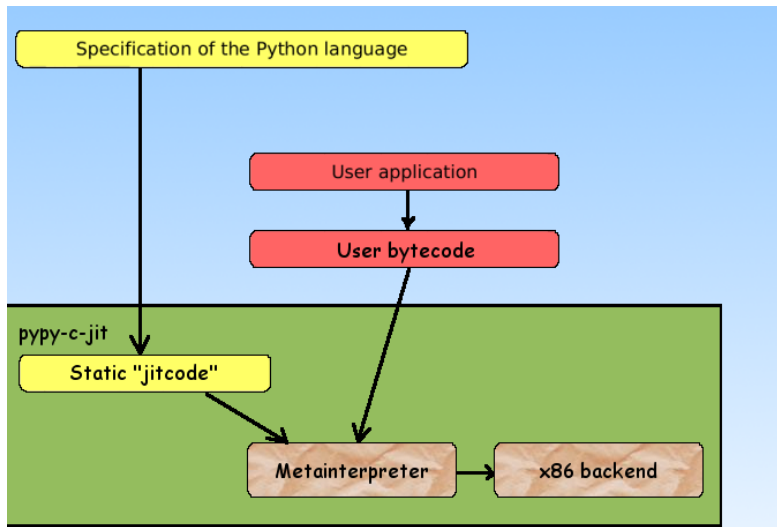 Specification of the Python language
User application
User bytecode
pypy-c-jit
Static "jitcode"
Metainterpreter
x86 backend